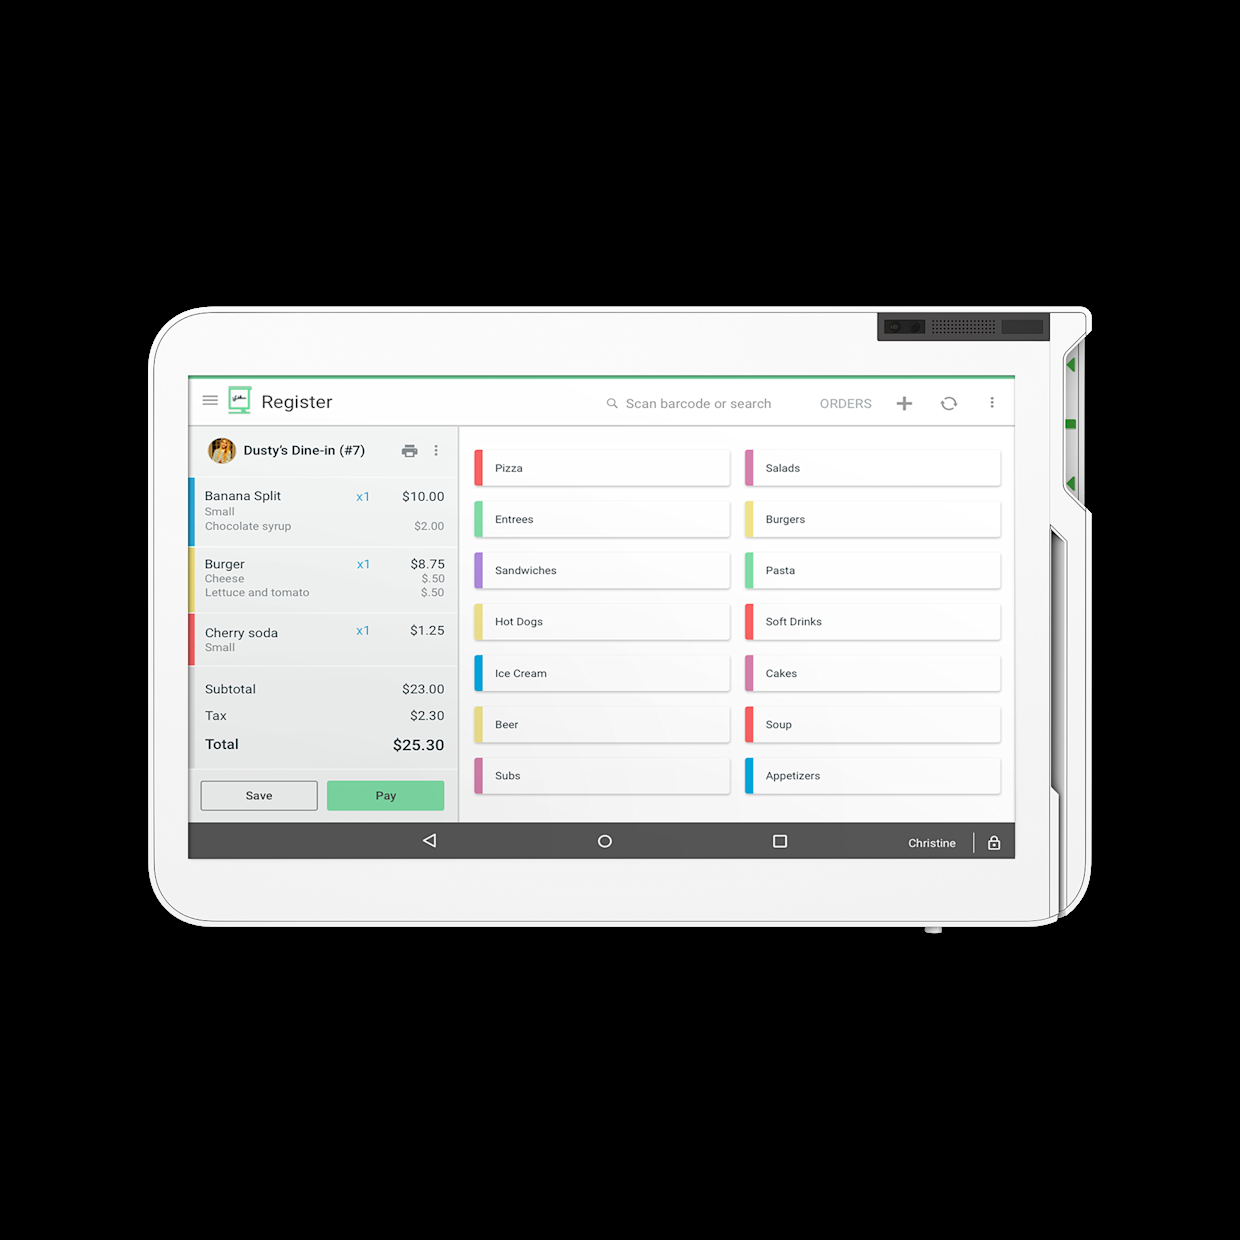 Register
Scan barcode or search
ORDERS
Dusty's Dine-in (#7)
Banana Split x1 $10.00
Small
Chocolate syrup $2.00
Burger x1 $8.75
Cheese $.50
Lettuce and tomato $.50
Cherry soda x1 $1.25
Small
Subtotal $23.00
Tax $2.30
Total $25.30
Save
Pay
Pizza
Salads
Entrees
Burgers
Sandwiches
Pasta
Hot Dogs
Soft Drinks
Ice Cream
Cakes
Beer
Soup
Subs
Appetizers
Christine